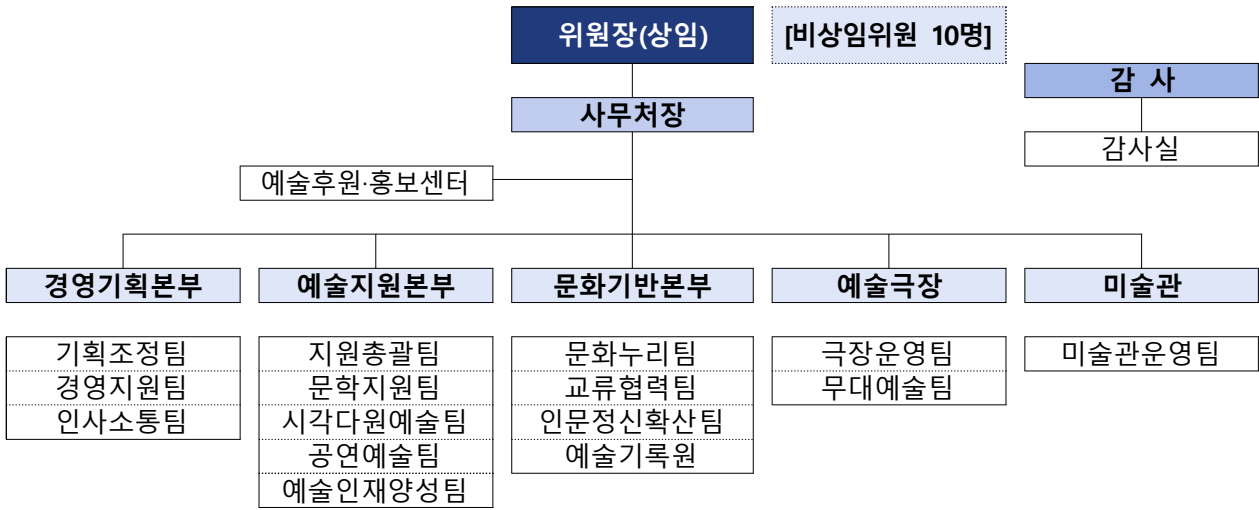 위원장(상임)
[비상임위원 10명]
감 사
사무처장
감사실
예술후원·홍보센터
경영기획본부
예술지원본부
문화기반본부
예술극장
미술관
기획조정팀
경영지원팀
인사소통팀
지원총괄팀
문학지원팀
시각다원예술팀
공연예술팀
예술인재양성팀
문화누리팀
교류협력팀
인문정신확산팀
예술기록원
극장운영팀
무대예술팀
미술관운영팀